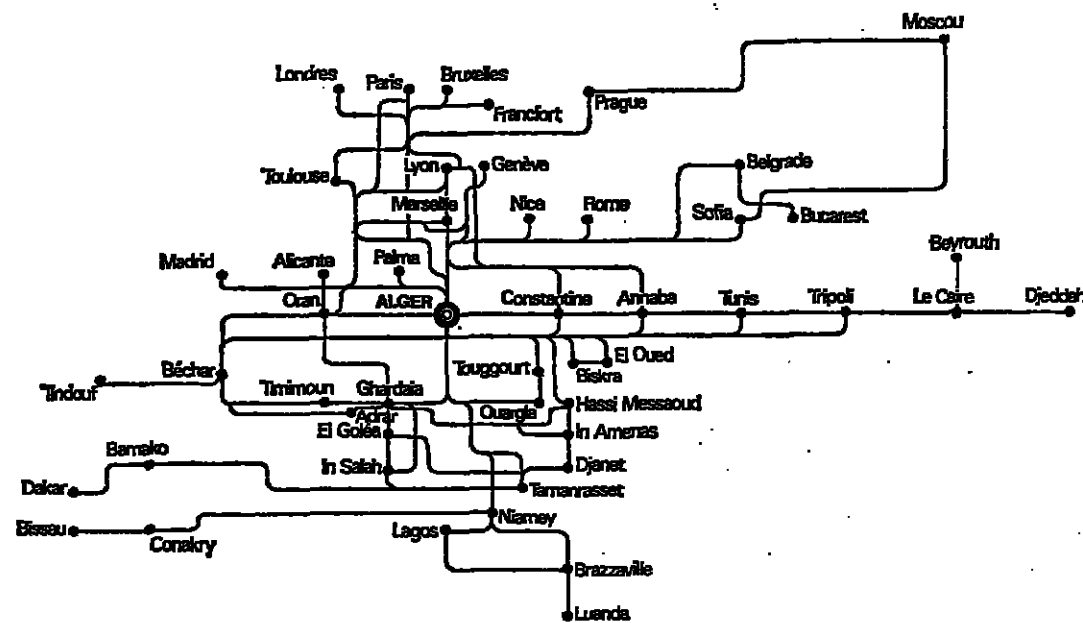 Moscou
Londres
Paris
Bruxelles
Francfort
Prague
Toulouse
Lyon
Genève
Belgrade
Marseille
Nice
Rome
Sofia
Bucarest
Beyrouth
Madrid
Alicante
Palma
Oran
ALGER
Constantine
Annaba
Tunis
Tripoli
Le Caire
Djeddah
Béchar
Tindouf
Touggourt
El Oued
Biskra
Timimoun
Ghardaia
Adrar
Ouargla
Hassi Messaoud
El Goléa
In Amenas
Bamako
In Salah
Djanet
Dakar
Tamanrasset
Bissau
Conakry
Lagos
Niamey
Brazzaville
Luanda